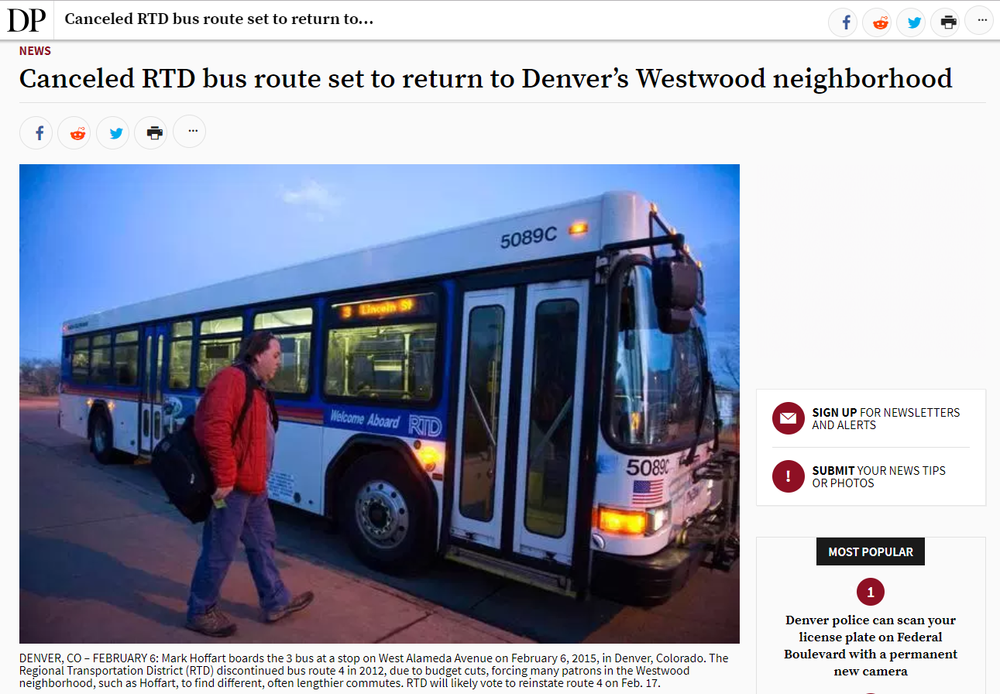 DP
Canceled RTD bus route set to return to...
NEWS
Canceled RTD bus route set to return to Denver’s Westwood neighborhood
5089C
3 Lincoln St
Welcome Aboard RTD
5089C
SIGN UP FOR NEWSLETTERS
AND ALERTS
!
SUBMIT YOUR NEWS TIPS
OR PHOTOS
MOST POPULAR
1
Denver police can scan your
license plate on Federal
Boulevard with a permanent
new camera
DENVER, CO – FEBRUARY 6: Mark Hoffart boards the 3 bus at a stop on West Alameda Avenue on February 6, 2015, in Denver, Colorado. The
Regional Transportation District (RTD) discontinued bus route 4 in 2012, due to budget cuts, forcing many patrons in the Westwood
neighborhood, such as Hoffart, to find different, often lengthier commutes. RTD will likely vote to reinstate route 4 on Feb. 17.